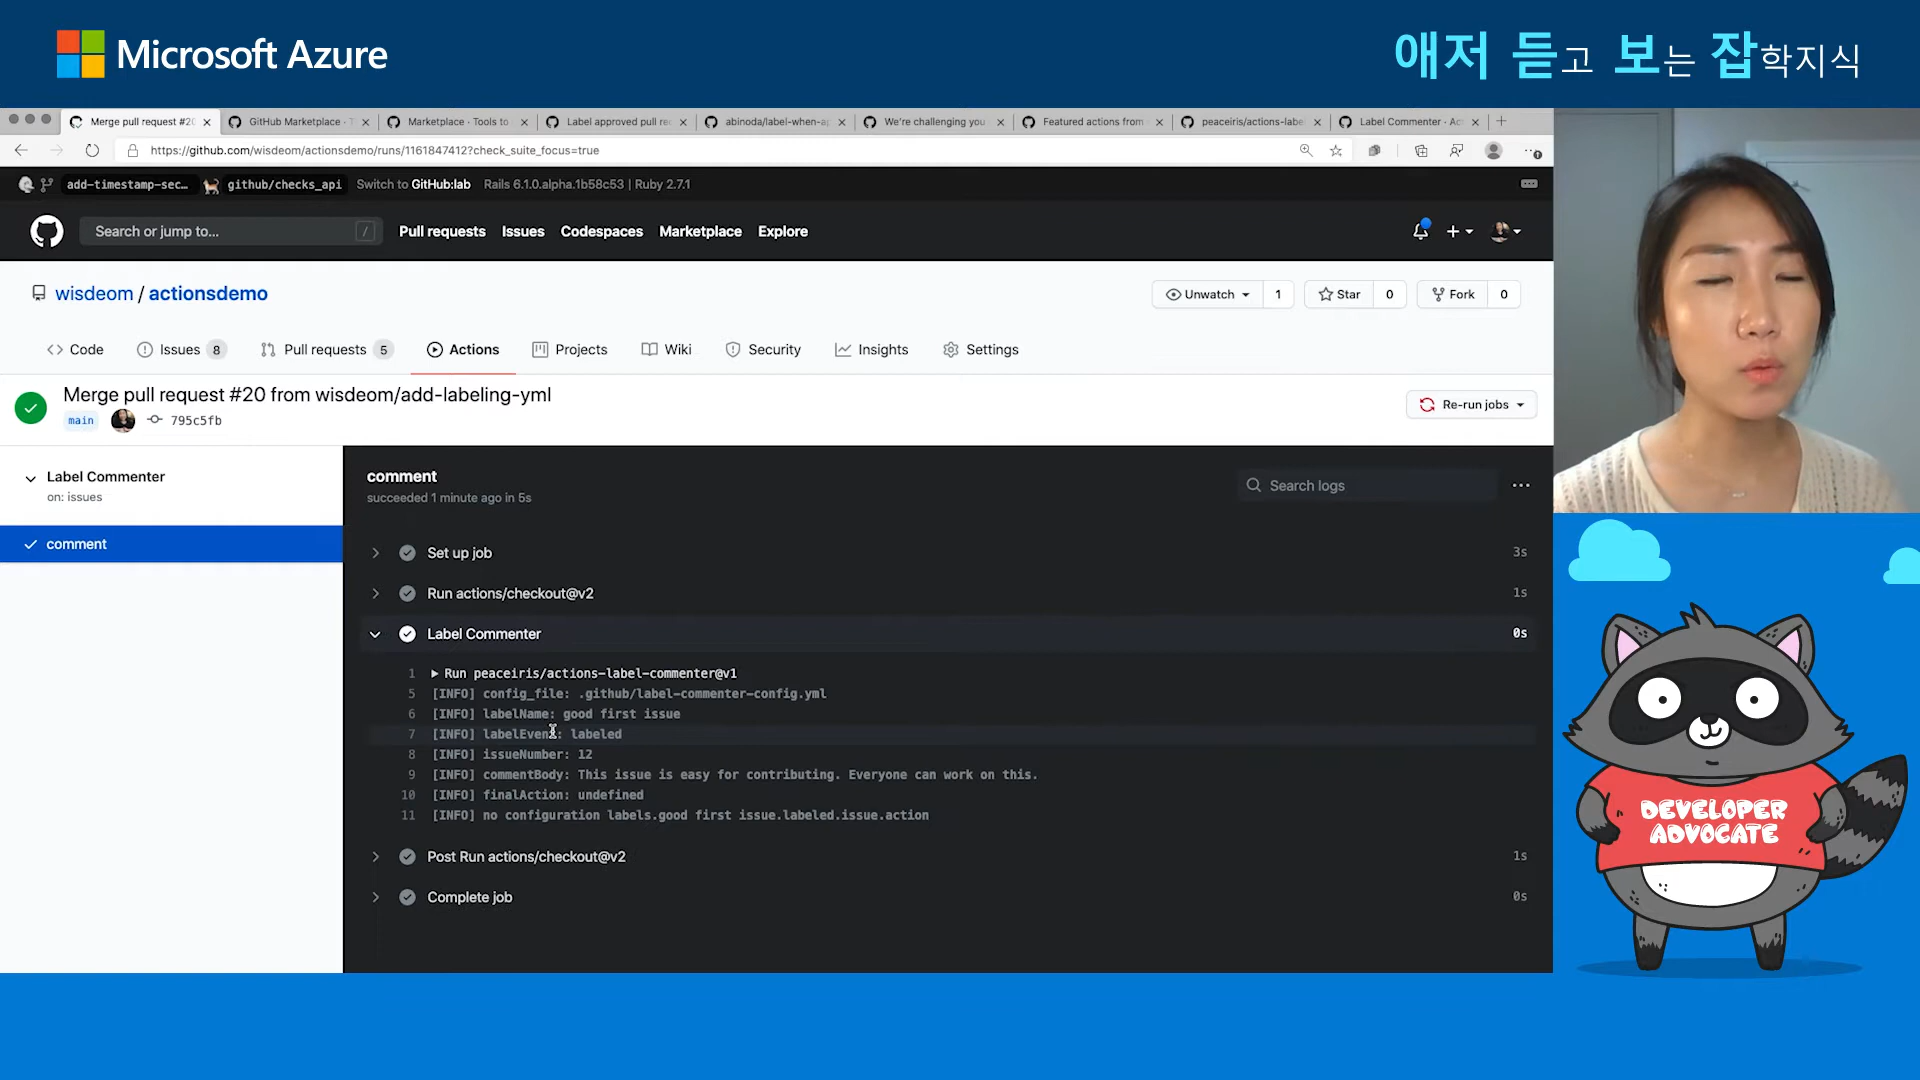 Microsoft Azure
애저 듣고 보는 잡학지식
Merge pull request #20
GitHub Marketplace · T
Marketplace · Tools to
Label approved pull re
abinoda/label-when-ap
We're challenging you
Featured actions from
peaceiris/actions-labe
Label Commenter · Ac
https://github.com/wisdeom/actionsdemo/runs/1161847412?check_suite_focus=true
add-timestamp-sec… github/checks_api Switch to GitHub:lab Rails 6.1.0.alpha.1b58c53 | Ruby 2.7.1
Search or jump to... / Pull requests Issues Codespaces Marketplace Explore
wisdeom / actionsdemo
Unwatch 1 Star 0 Fork 0
Code Issues 8 Pull requests 5 Actions Projects Wiki Security Insights Settings
Merge pull request #20 from wisdeom/add-labeling-yml
main 795c5fb
Re-run jobs
Label Commenter
on: issues
comment
comment
succeeded 1 minute ago in 5s
Search logs
Set up job 3s
Run actions/checkout@v2 1s
Label Commenter 0s
1 Run peaceiris/actions-label-commenter@v1
5 [INFO] config_file: .github/label-commenter-config.yml
6 [INFO] labelName: good first issue
7 [INFO] labelEvent: labeled
8 [INFO] issueNumber: 12
9 [INFO] commentBody: This issue is easy for contributing. Everyone can work on this.
10 [INFO] finalAction: undefined
11 [INFO] no configuration labels.good first issue.labeled.issue.action
Post Run actions/checkout@v2 1s
Complete job 0s
DEVELOPER
ADVOCATE